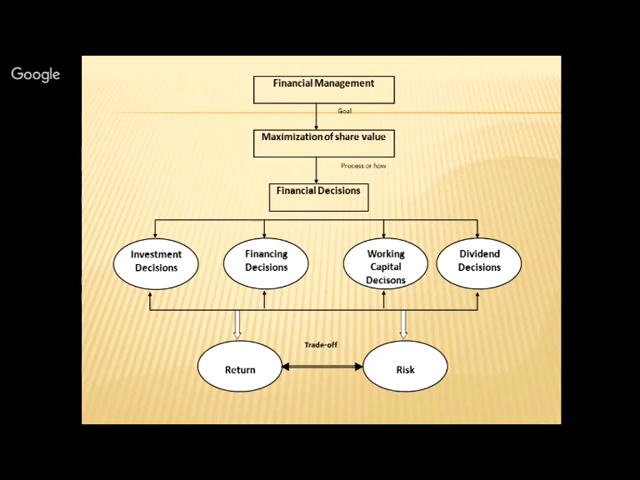 Google
Financial Management
Goal
Maximization of share value
Process or how
Financial Decisions
Investment
Decisions
Financing
Decisions
Working
Capital
Decisons
Dividend
Decisions
Trade-off
Return
Risk